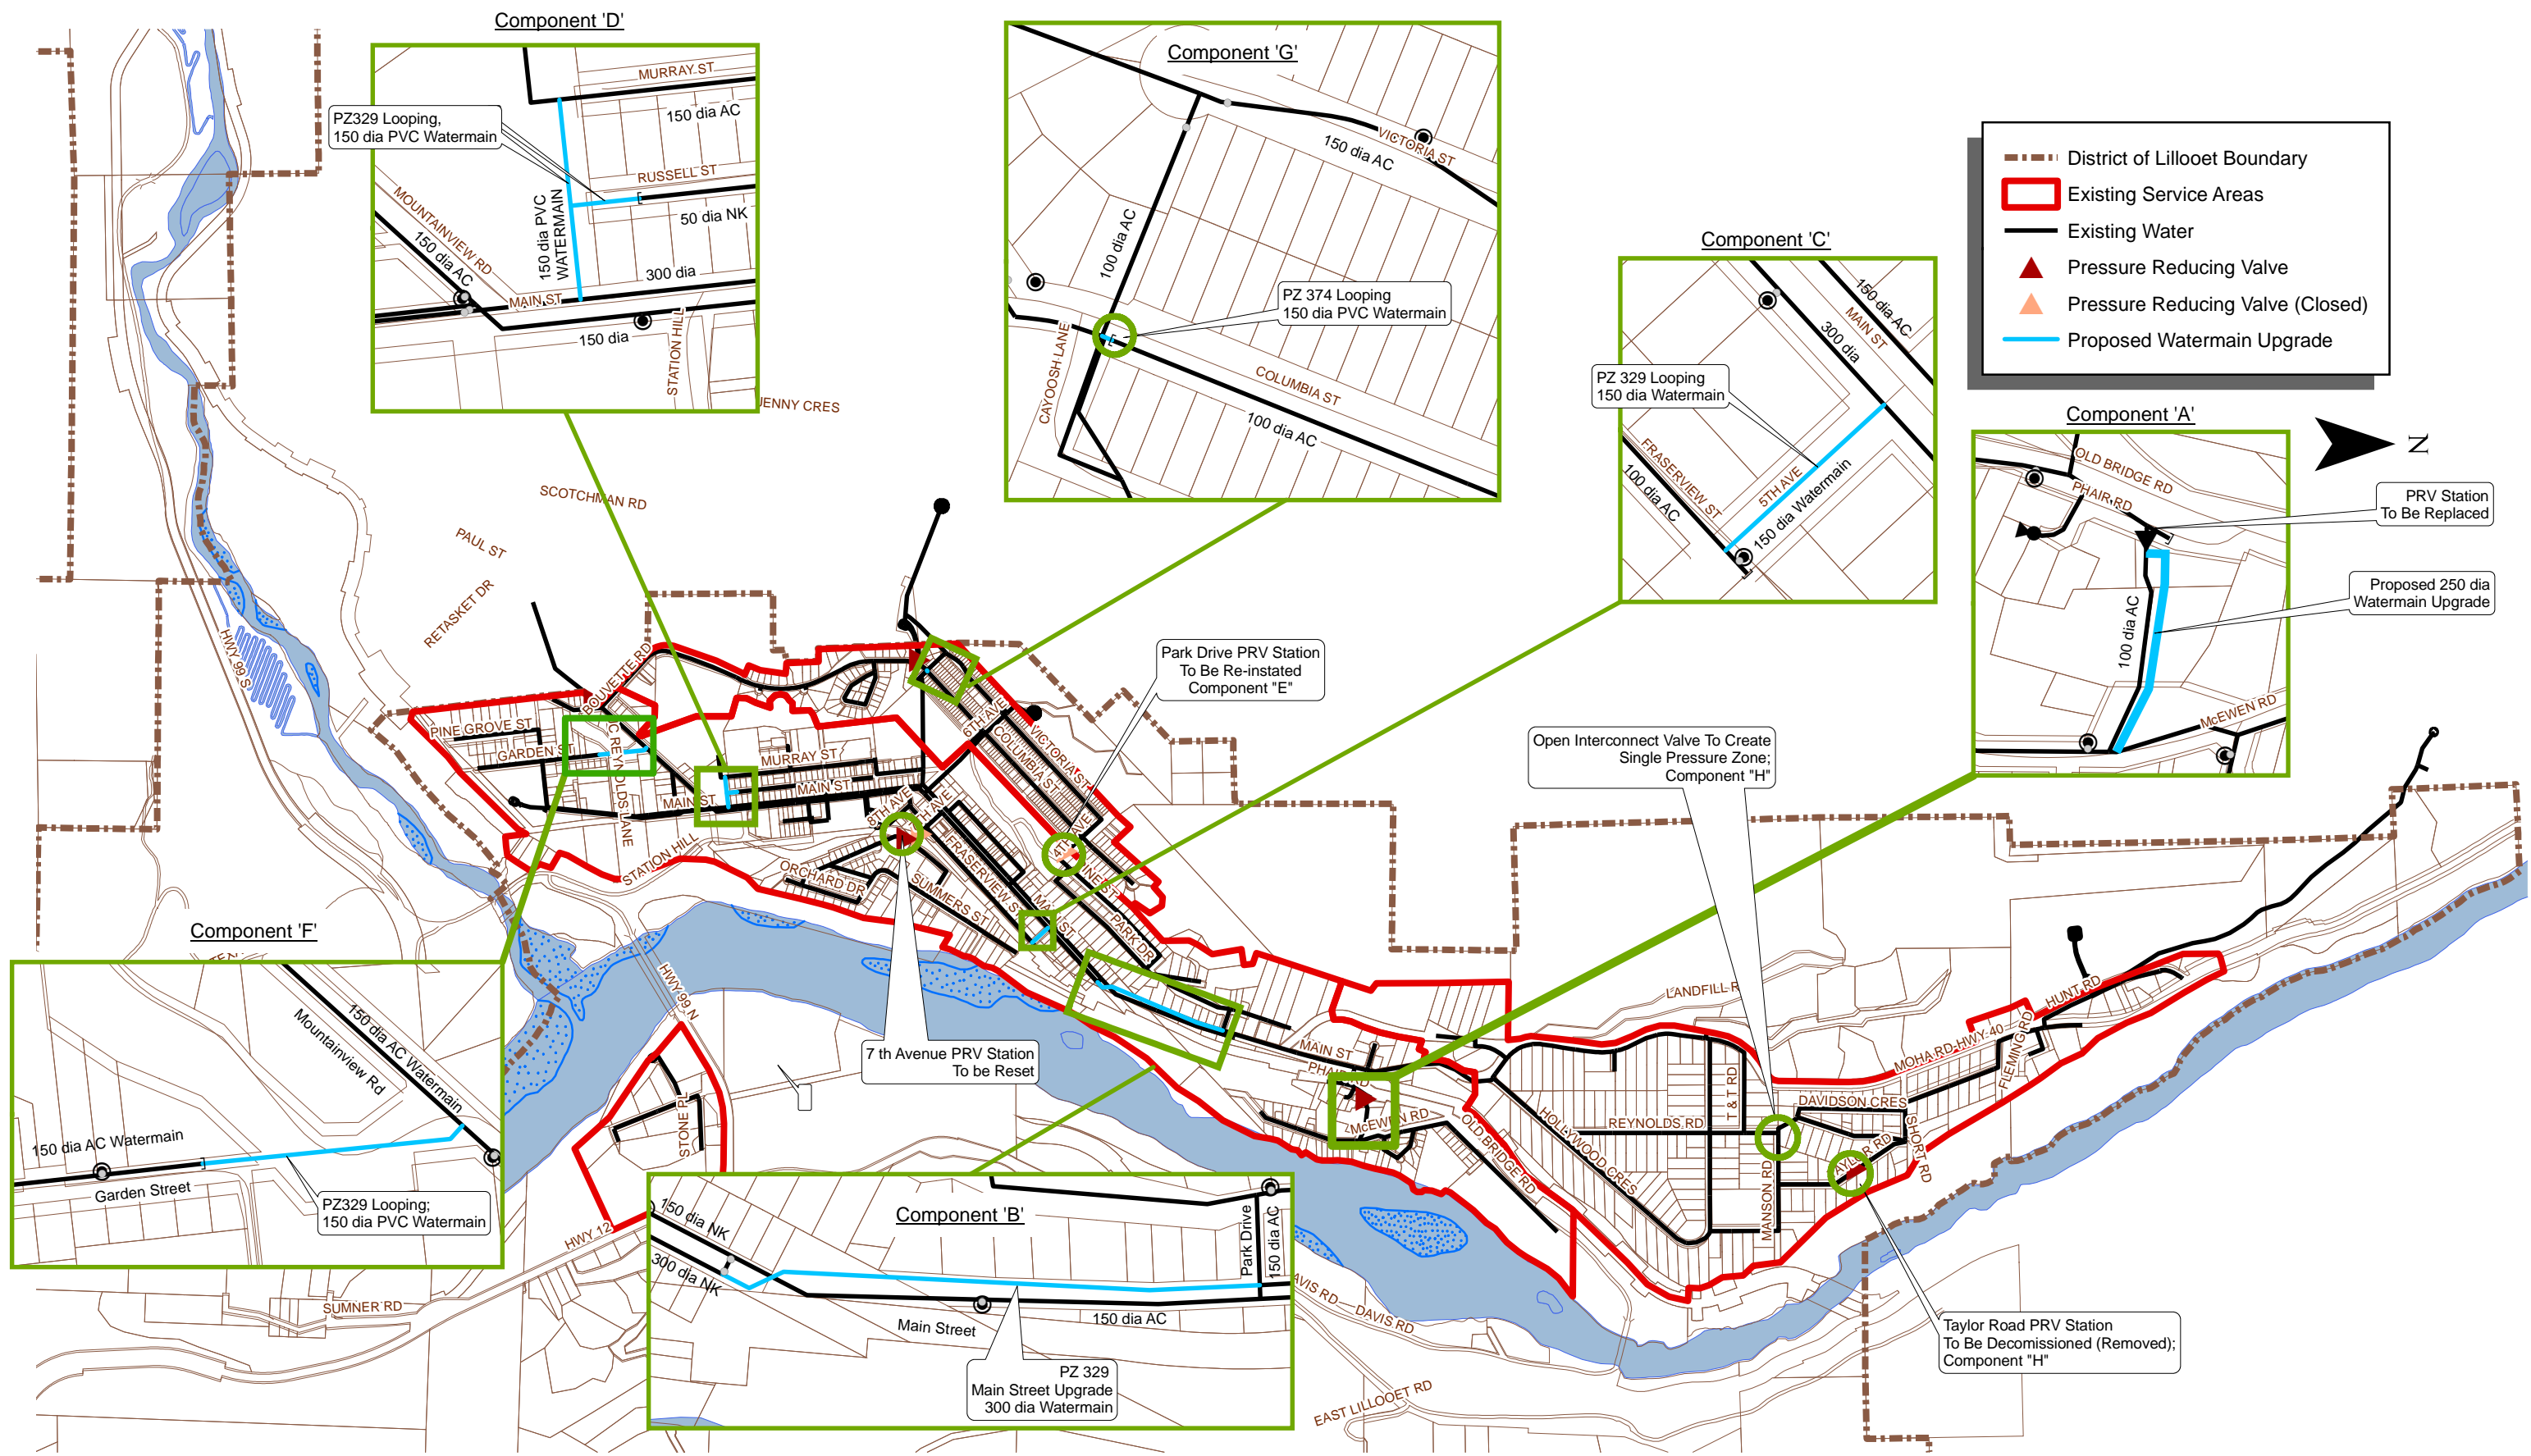 Component 'D'
MURRAY ST
150 dia AC
PZ329 Looping,
150 dia PVC Watermain
RUSSELL ST
50 dia NK
150 dia PVC
WATERMAIN
MOUNTAINVIEW RD
150 dia AC
300 dia
MAIN ST
150 dia
STATION HILL
Component 'G'
VICTORIA ST
150 dia AC
100 dia AC
PZ 374 Looping
150 dia PVC Watermain
CAYOOSH LANE
COLUMBIA ST
100 dia AC
Component 'C'
150 dia AC
MAIN ST
300 dia
PZ 329 Looping
150 dia Watermain
FRASERVIEW ST
100 dia AC
5TH AVE
150 dia Watermain
District of Lillooet Boundary
Existing Service Areas
Existing Water
Pressure Reducing Valve
Pressure Reducing Valve (Closed)
Proposed Watermain Upgrade
Component 'A'
N
OLD BRIDGE RD
PHAIR RD
PRV Station
To Be Replaced
Proposed 250 dia
Watermain Upgrade
100 dia AC
McEWEN RD
JENNY CRES
SCOTCHMAN RD
PAUL ST
RETASKET DR
HWY 99 S
BOUVETTE RD
PINE GROVE ST
GARDEN ST
MURRAY ST
MAIN ST
MAIN ST
STATION HILL
ORCHARD DR
SUMMERS ST
FRASERVIEW ST
8TH AVE
6TH AVE
COLUMBIA ST
VICTORIA ST
PARK DR
Park Drive PRV Station
To Be Re-instated
Component "E"
Open Interconnect Valve To Create
Single Pressure Zone;
Component "H"
7 th Avenue PRV Station
To be Reset
HWY 99 N
STONE PL
HWY 12
SUMNER RD
MAIN ST
McEWEN RD
OLD BRIDGE RD
HOLLYWOOD CRES
REYNOLDS RD
T & T RD
MANSON RD
DAVIDSON CRES
SHORT RD
FLEMING RD
MOHA RD-HWY 40
HUNT RD
DAVIS RD
EAST LILLOOET RD
Taylor Road PRV Station
To Be Decomissioned (Removed);
Component "H"
Component 'F'
150 dia AC Watermain
Mountainview Rd
150 dia AC Watermain
Garden Street
PZ329 Looping;
150 dia PVC Watermain
Component 'B'
150 dia NK
300 dia NK
Park Drive
150 dia AC
150 dia AC
Main Street
PZ 329
Main Street Upgrade
300 dia Watermain